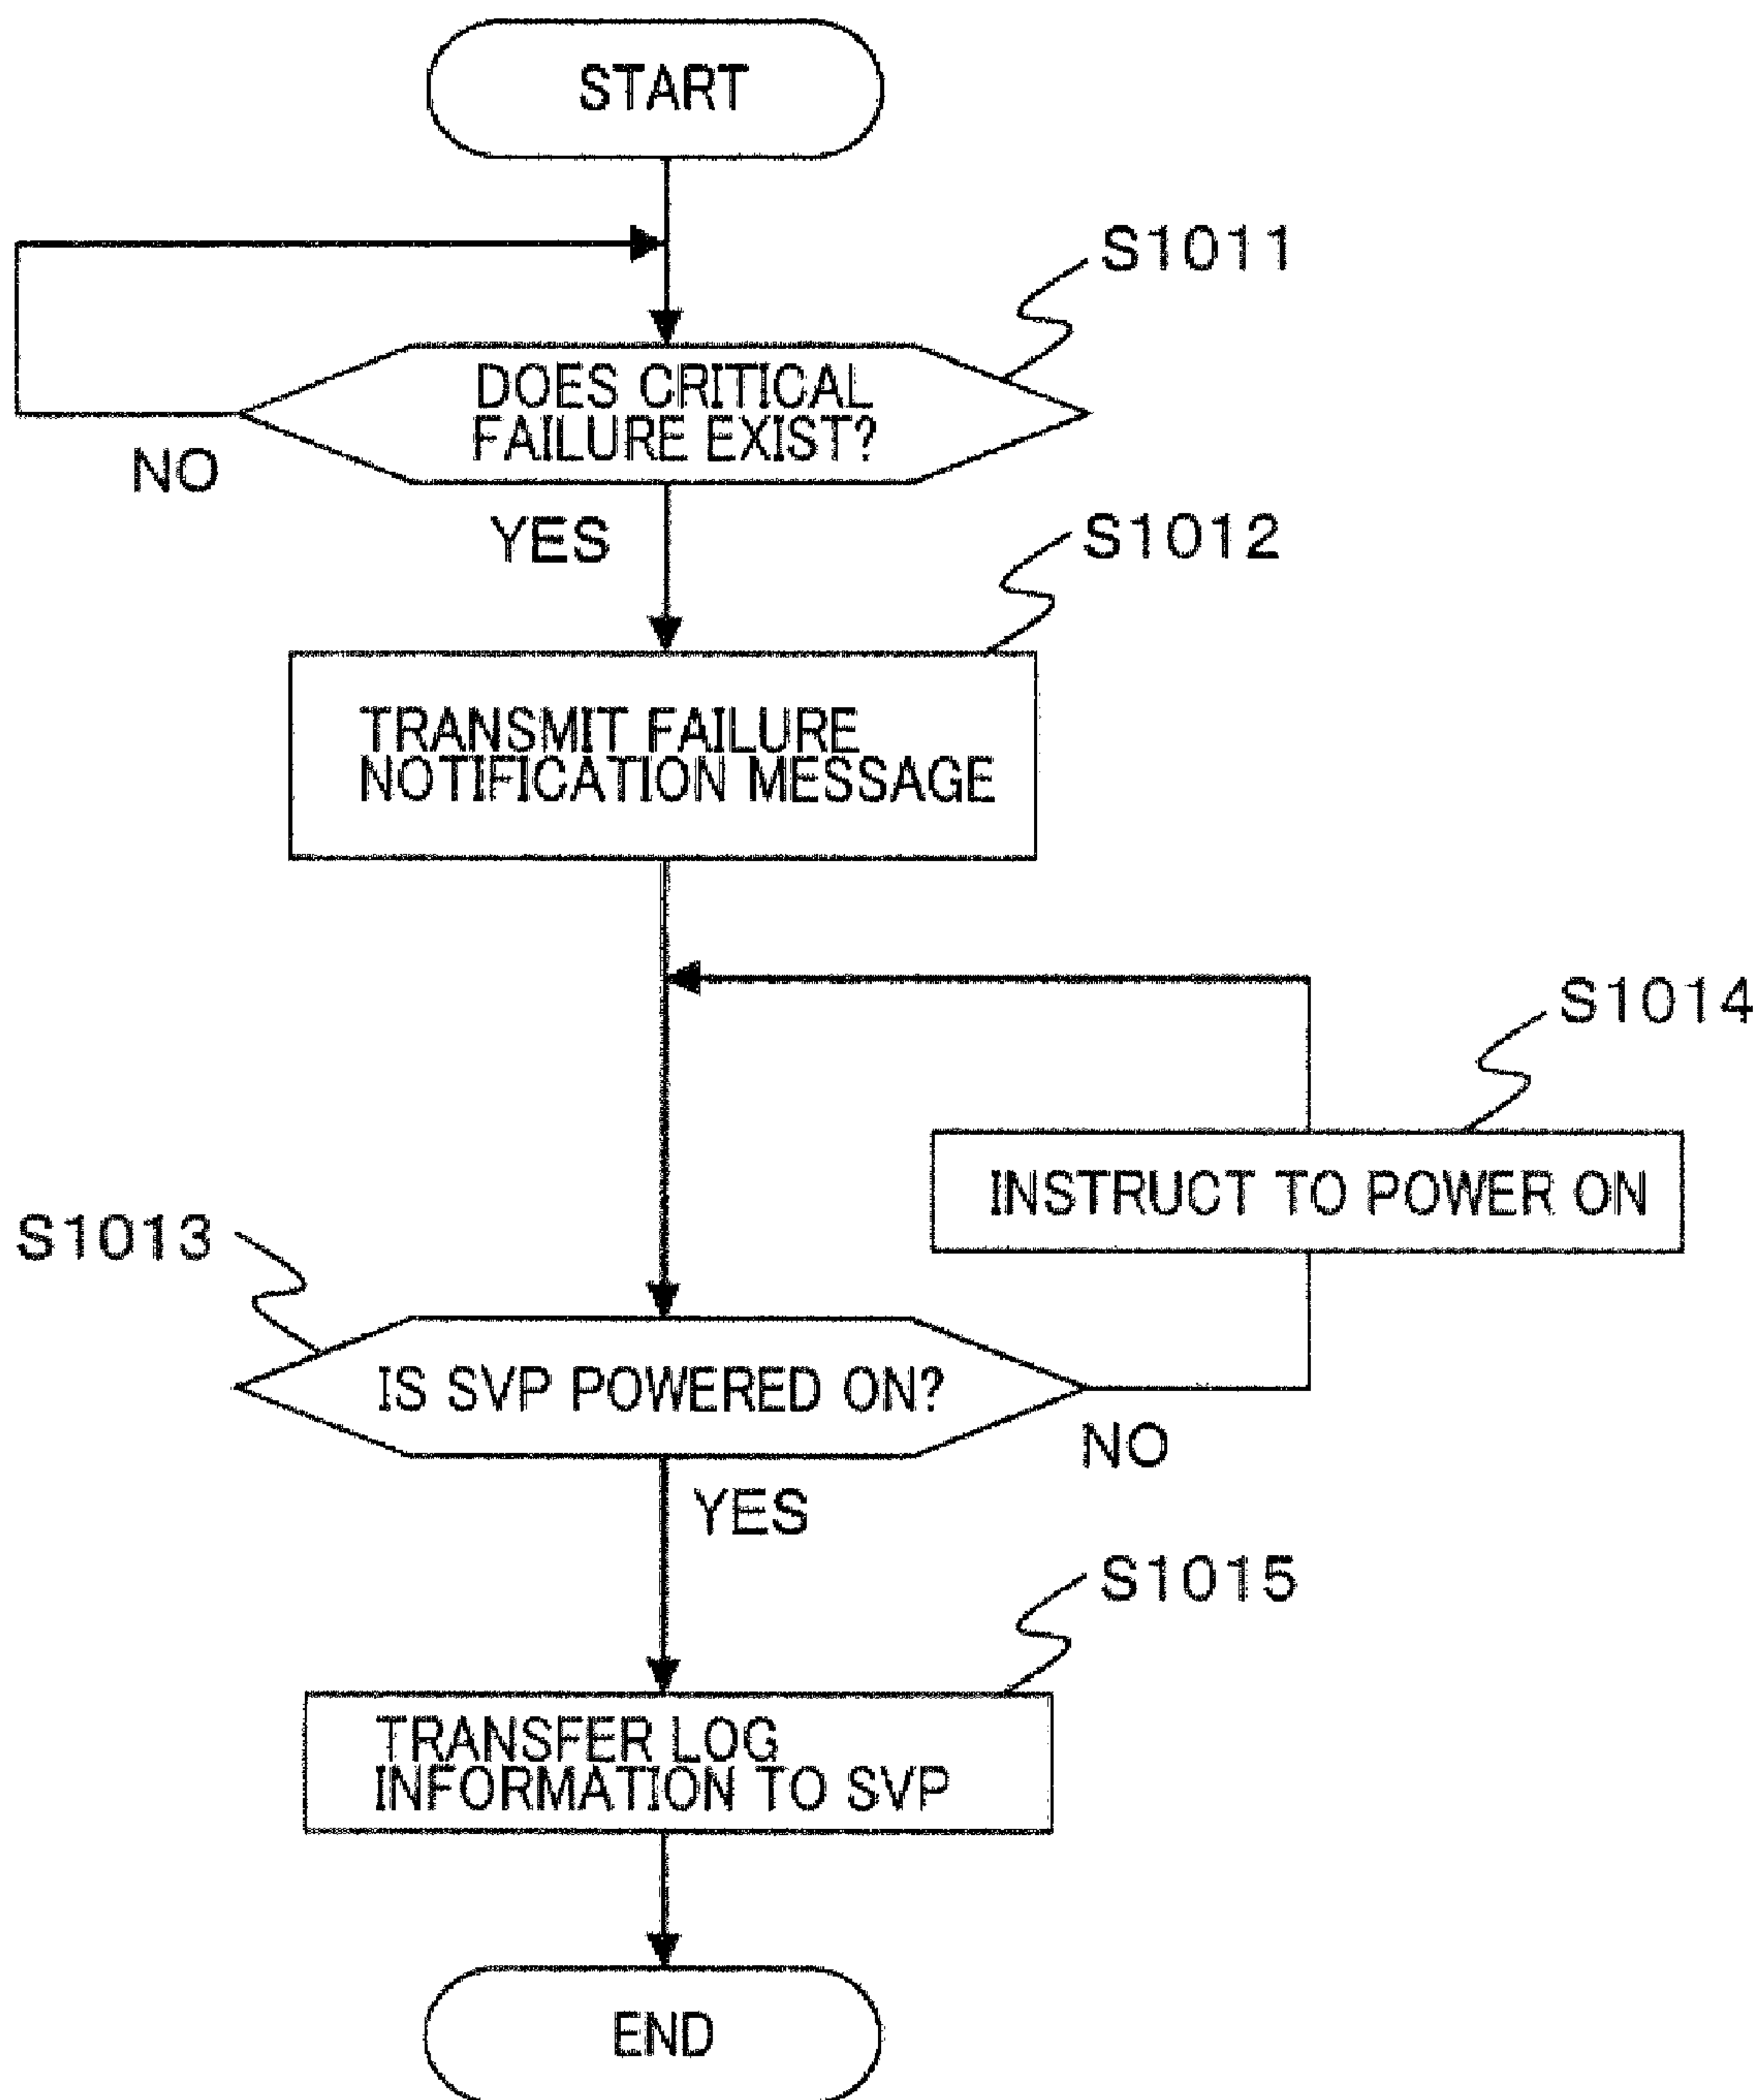 START
S1011
DOES CRITICAL
FAILURE EXIST?
NO
YES
S1012
TRANSMIT FAILURE
NOTIFICATION MESSAGE
S1014
INSTRUCT TO POWER ON
S1013
IS SVP POWERED ON?
NO
YES
S1015
TRANSFER LOG
INFORMATION TO SVP
END